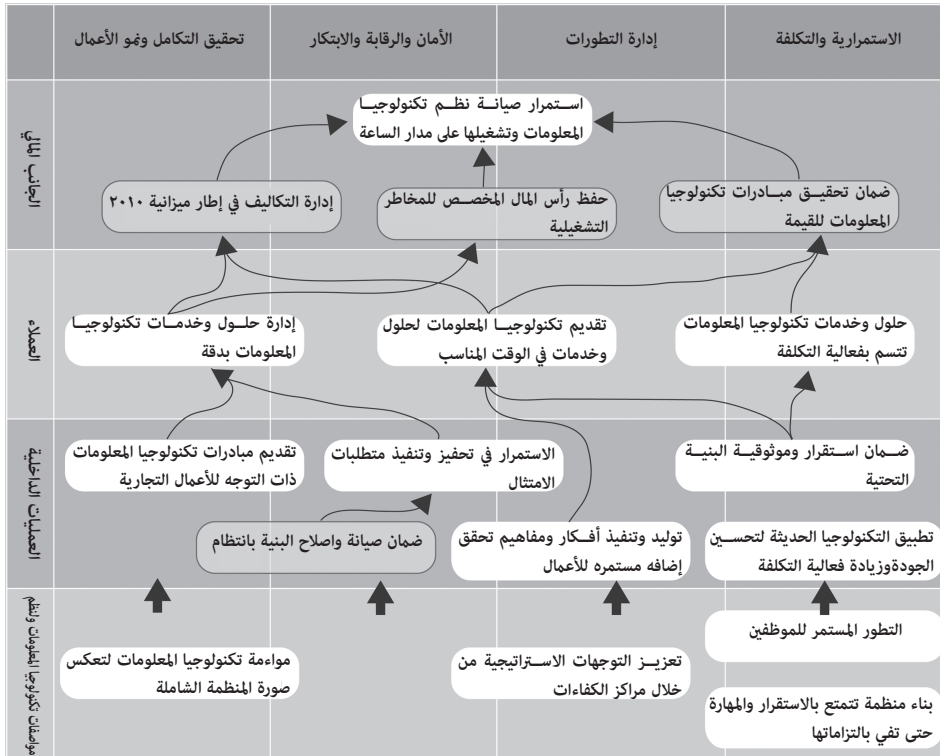 الاستمرارية والتكلفة
إدارة التطورات
الأمان والرقابة والابتكار
تحقيق التكامل ونمو الأعمال
الجانب المالي
استمرار صيانة نظم تكنولوجيا
المعلومات وتشغيلها على مدار الساعة
ضمان تحقيق مبادرات تكنولوجيا
المعلومات للقيمة
حفظ رأس المال المخصص للمخاطر
التشغيلية
إدارة التكاليف في إطار ميزانية ٢٠١٠
العملاء
حلول وخدمات تكنولوجيا المعلومات
تتسم بفعالية التكلفة
تقديم تكنولوجيا المعلومات لحلول
وخدمات في الوقت المناسب
إدارة حلول وخدمات تكنولوجيا
المعلومات بدقة
العمليات الداخلية
ضمان استقرار وموثوقية البنية
التحتية
الاستمرار في تحفيز وتنفيذ متطلبات
الامتثال
تقديم مبادرات تكنولوجيا المعلومات
ذات التوجه للأعمال التجارية
تطبيق التكنولوجيا الحديثة لتحسين
الجودةوزيادة فعالية التكلفة
توليد وتنفيذ أفكار ومفاهيم تحقق
إضافه مستمره للأعمال
ضمان صيانة واصلاح البنية بانتظام
مواصفات تكنولوجيا المعلومات ولنظم
التطور المستمر للموظفين
تعزيز التوجهات الاستراتيجية من
خلال مراكز الكفاءات
مواءمة تكنولوجيا المعلومات لتعكس
صورة المنظمة الشاملة
بناء منظمة تتمتع بالاستقرار والمهارة
حتى تفي بالتزاماتها